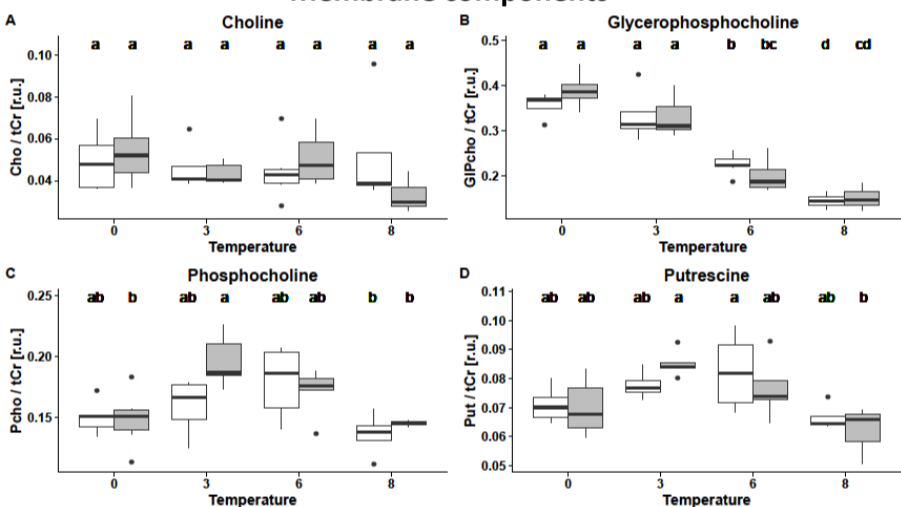 A
Choline
a a a a a a a a
Cho / tCr [r.u.]
0.10
0.08
0.06
0.04
0 3 6 8
Temperature
B
Glycerophosphocholine
a a a a b bc d cd
GlPcho / tCr [r.u.]
0.5
0.4
0.3
0.2
0 3 6 8
Temperature
C
Phosphocholine
ab b ab a ab ab b b
Pcho / tCr [r.u.]
0.25
0.20
0.15
0 3 6 8
Temperature
D
Putrescine
ab ab ab a a ab ab b
Put / tCr [r.u.]
0.11
0.10
0.09
0.08
0.07
0.06
0.05
0 3 6 8
Temperature